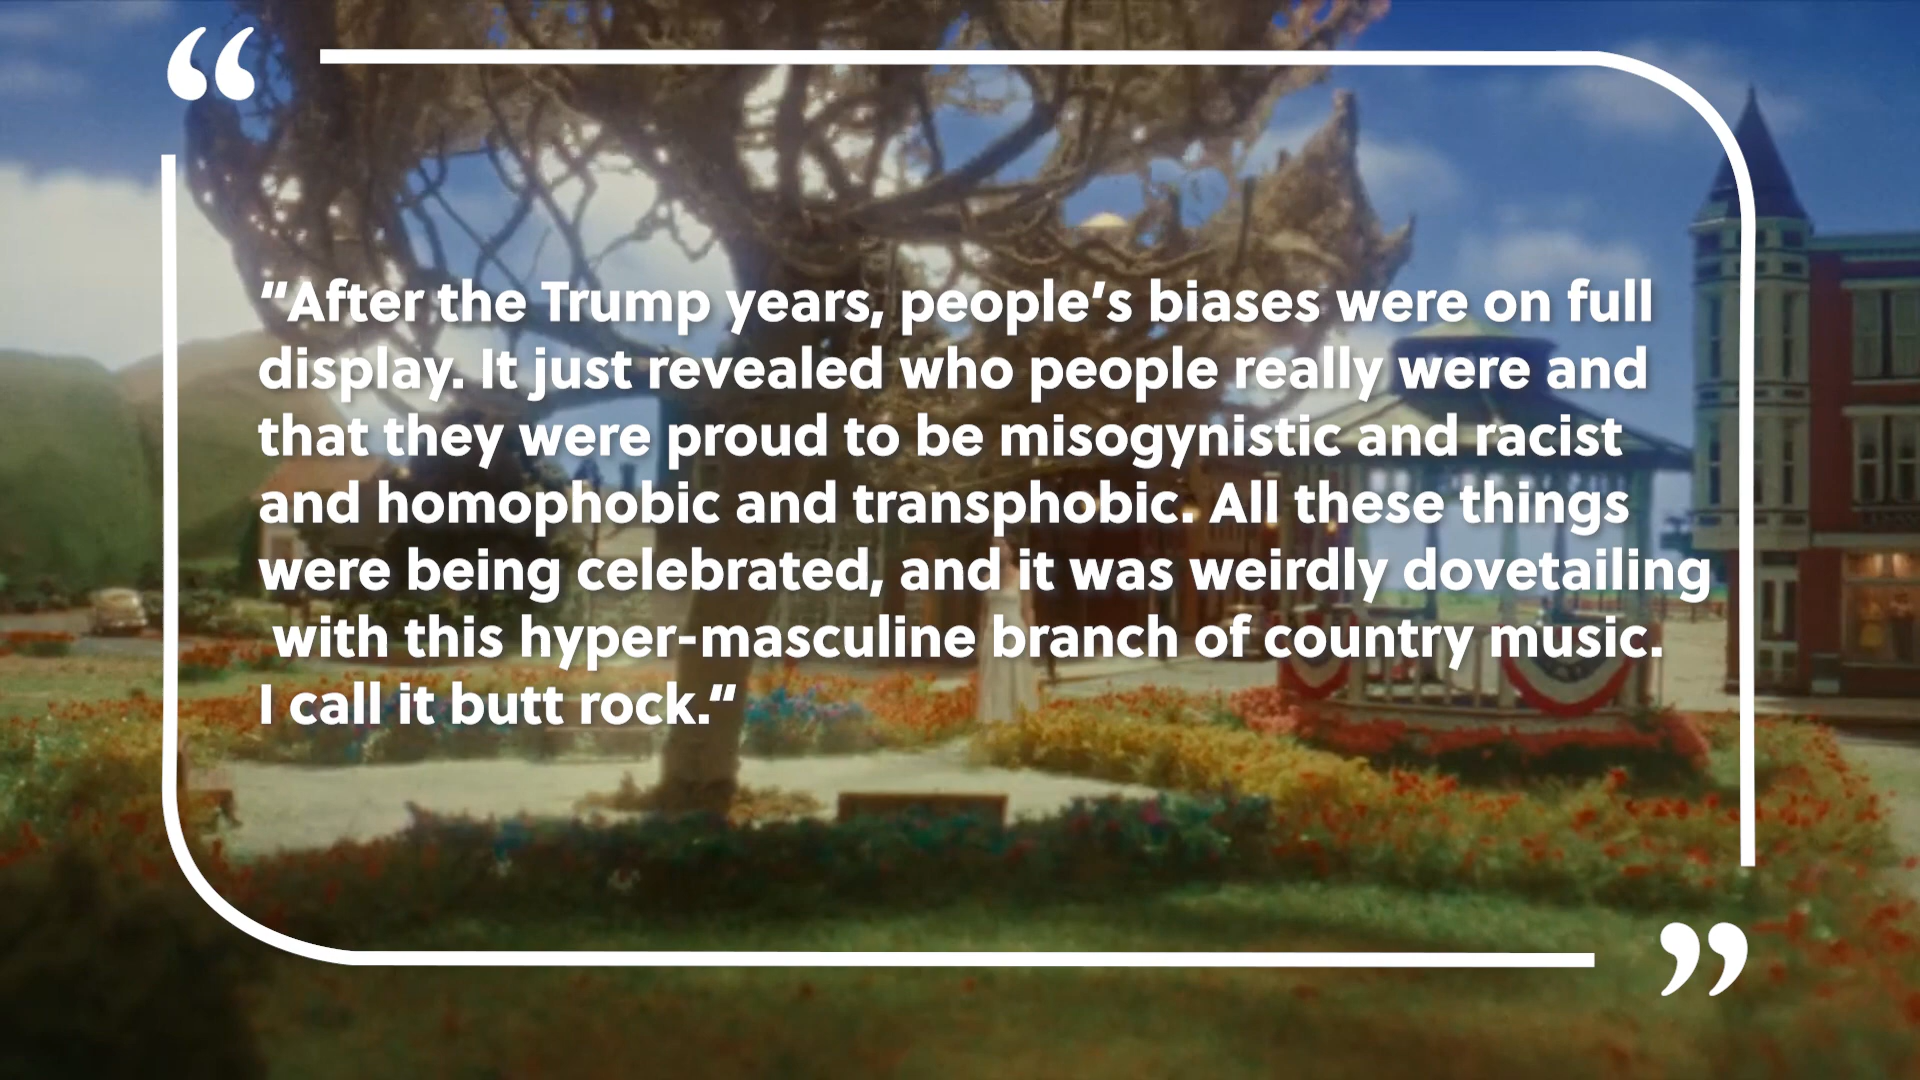 “
“After the Trump years, people’s biases were on full
display. It just revealed who people really were and
that they were proud to be misogynistic and racist
and homophobic and transphobic. All these things
were being celebrated, and it was weirdly dovetailing
with this hyper-masculine branch of country music.
I call it butt rock.“
”